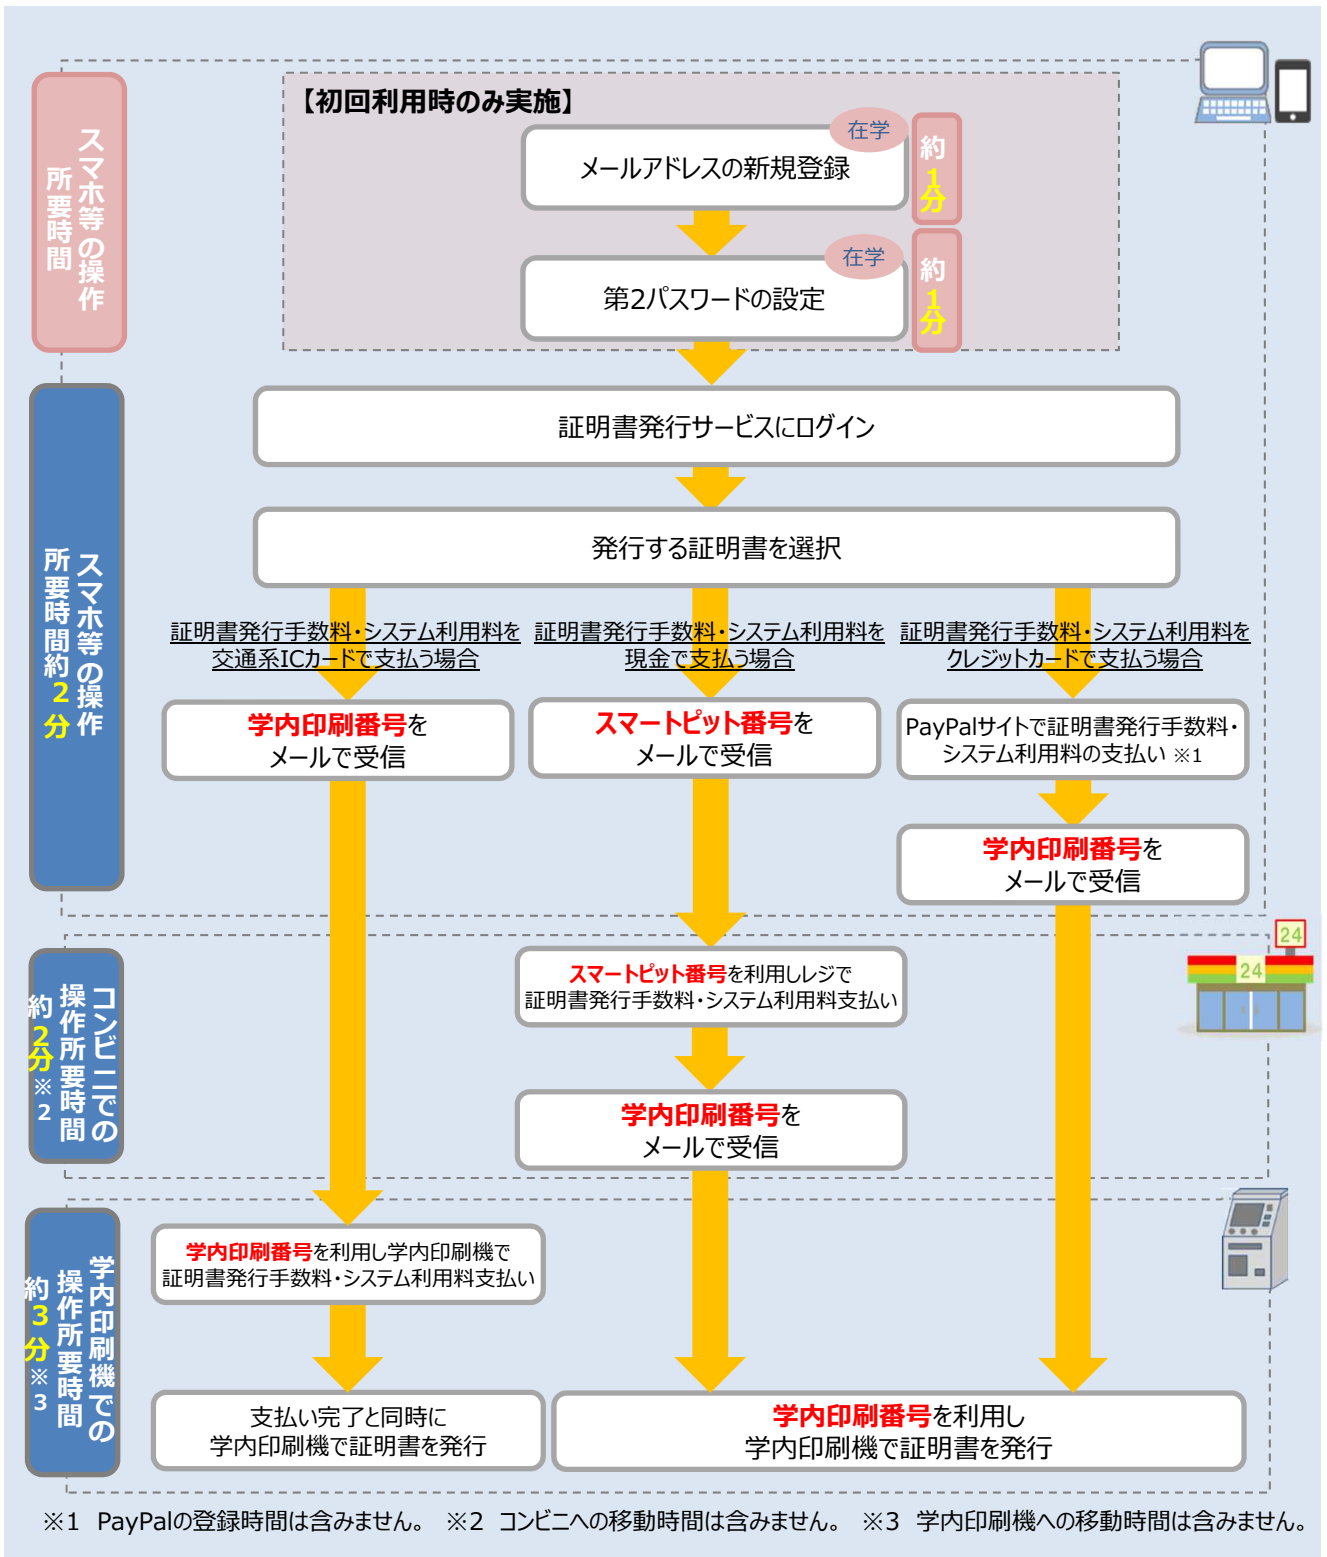 【初回利用時のみ実施】
スマホ等の操作
所要時間
在学
メールアドレスの新規登録
約
1分
在学
第2パスワードの設定
約
1分
スマホ等の操作
所要時間約2分
証明書発行サービスにログイン
発行する証明書を選択
証明書発行手数料・システム利用料を
交通系ICカードで支払う場合
証明書発行手数料・システム利用料を
現金で支払う場合
証明書発行手数料・システム利用料を
クレジットカードで支払う場合
学内印刷番号を
メールで受信
スマートピット番号を
メールで受信
PayPalサイトで証明書発行手数料・
システム利用料の支払い ※1
学内印刷番号を
メールで受信
24
24
コンビニでの
操作所要時間
約2分※2
スマートピット番号を利用しレジで
証明書発行手数料・システム利用料支払い
学内印刷番号を
メールで受信
学内印刷機での
操作所要時間
約3分※3
学内印刷番号を利用し学内印刷機で
証明書発行手数料・システム利用料支払い
支払い完了と同時に
学内印刷機で証明書を発行
学内印刷番号を利用し
学内印刷機で証明書を発行
※1 PayPalの登録時間は含みません。 ※2 コンビニへの移動時間は含みません。 ※3 学内印刷機への移動時間は含みません。